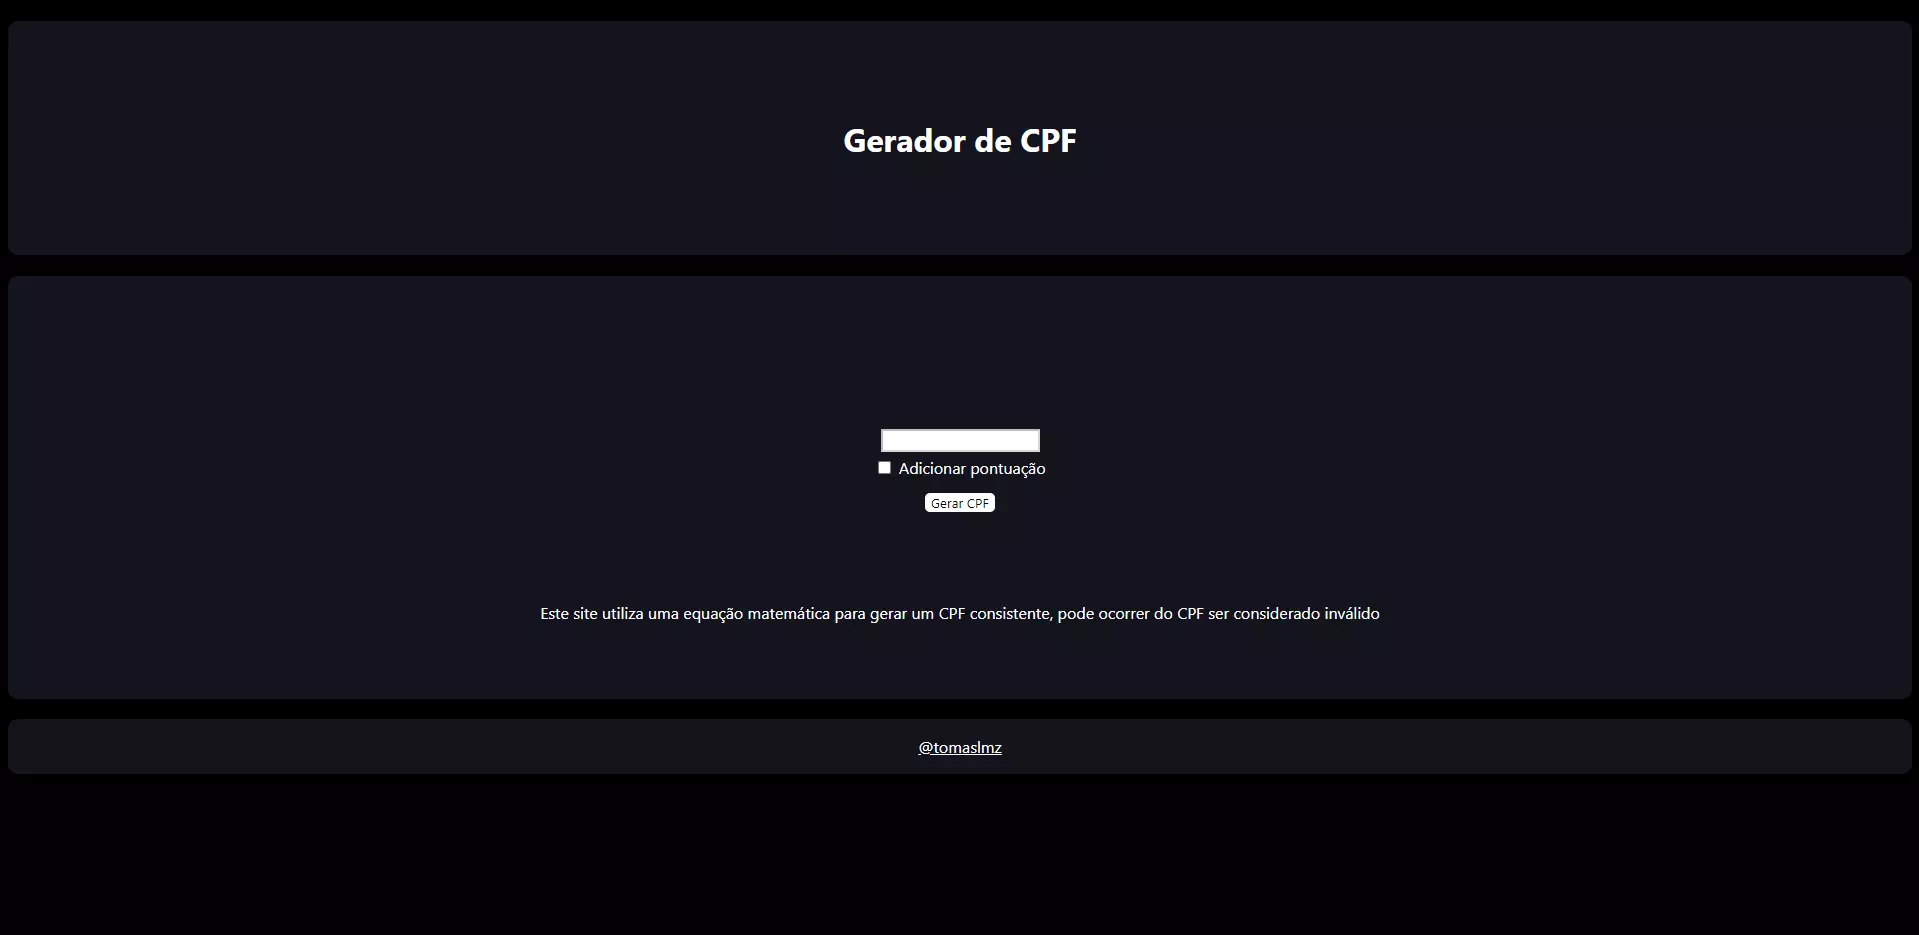 Gerador de CPF
Adicionar pontuação
Gerar CPF
Este site utiliza uma equação matemática para gerar um CPF consistente, pode ocorrer do CPF ser considerado inválido
@tomaslmz